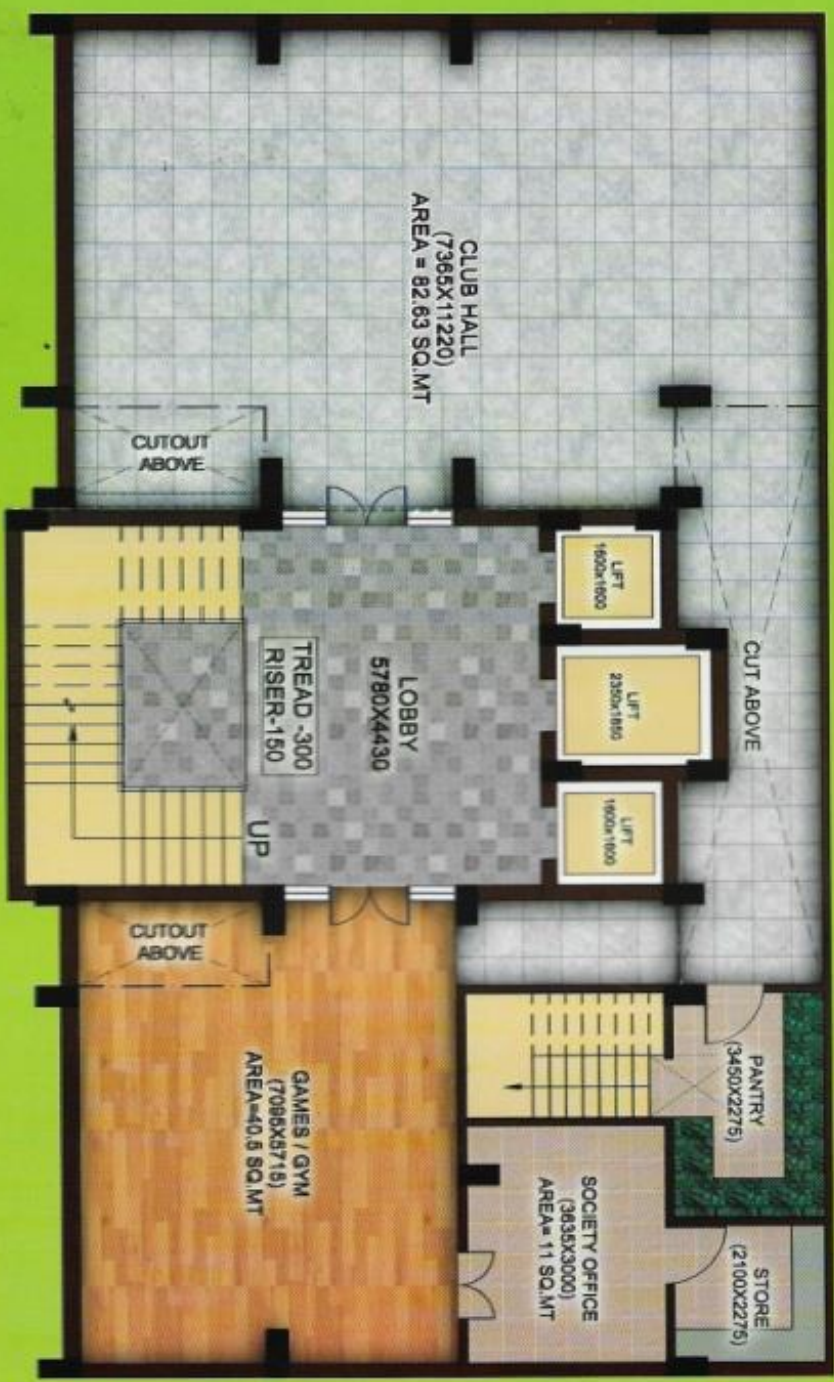 CLUB HALL
(7365X11220)
AREA = 82.63 SQ.MT
CUTOUT
ABOVE
LIFT
1600x1600
LIFT
2350x1850
LIFT
1600x1600
CUT ABOVE
LOBBY
5780X4430
TREAD -300
RISER-150
UP
CUTOUT
ABOVE
GAMES / GYM
AREA=40.5 SQ.MT
PANTRY
(3450X2275)
SOCIETY OFFICE
(3635X3000)
AREA= 11 SQ.MT
STORE
(2100X2275)